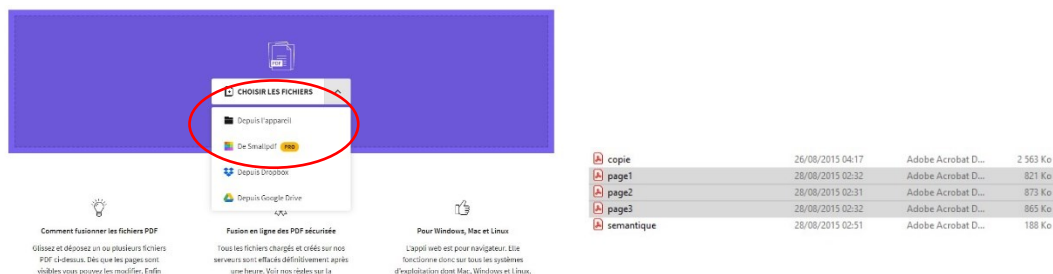 PDF
CHOISIR LES FICHIERS
Depuis l'appareil
De Smallpdf PRO
Depuis Dropbox
Depuis Google Drive
Comment fusionner les fichiers PDF
Glissez et déposez un ou plusieurs fichiers
PDF ci-dessus. Dès que les pages sont
visibles vous pouvez les modifier. Enfin
Fusion en ligne des PDF sécurisée
Tous les fichiers chargés et créés sur nos
serveurs sont effacés définitivement après
une heure. Voir nos règles sur la
Pour Windows, Mac et Linux
L'appli web est pour navigateur. Elle
fonctionne donc sur tous les systèmes
d'exploitation dont Mac, Windows et Linux.
copie 26/08/2015 04:17 Adobe Acrobat D... 2 563 Ko
page1 28/08/2015 02:32 Adobe Acrobat D... 821 Ko
page2 28/08/2015 02:31 Adobe Acrobat D... 873 Ko
page3 28/08/2015 02:32 Adobe Acrobat D... 865 Ko
semantique 28/08/2015 02:51 Adobe Acrobat D... 188 Ko